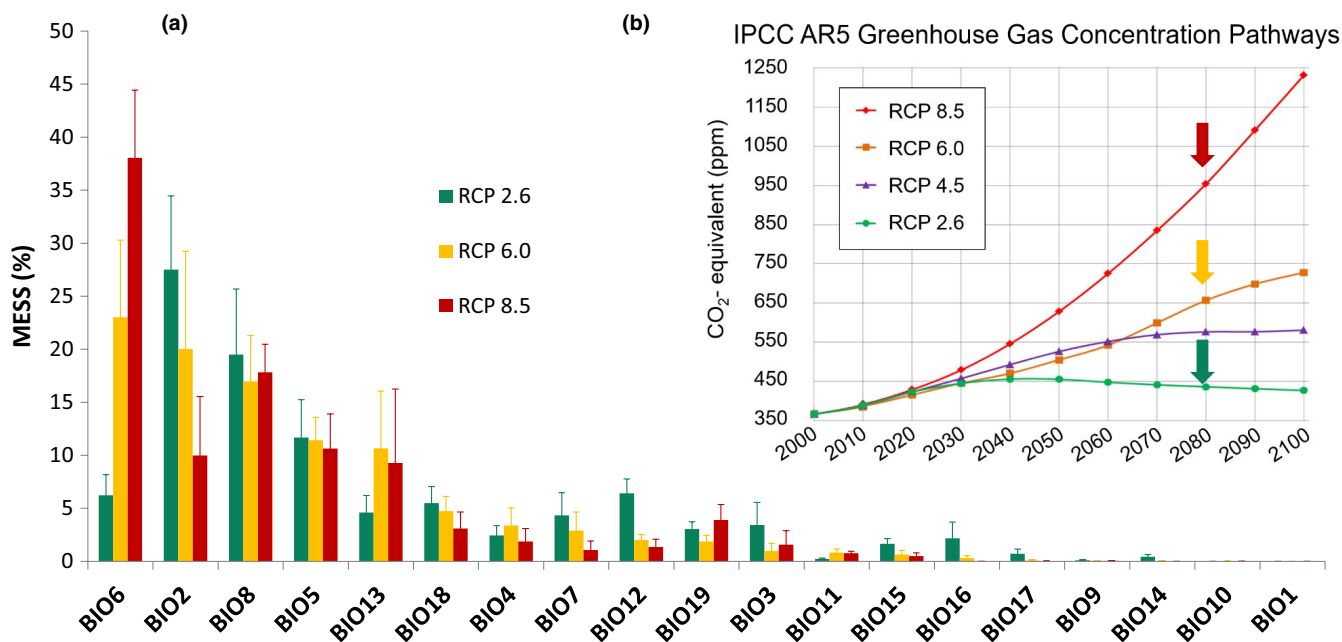 (a)
50
45
40
35
30
25
20
15
10
5
0
MESS (%)
RCP 2.6
RCP 6.0
RCP 8.5
BIO6
BIO2
BIO8
BIO5
BIO13
BIO18
BIO4
BIO7
BIO12
BIO19
BIO3
BIO11
BIO15
BIO16
BIO17
BIO9
BIO14
BIO10
BIO1
(b)
IPCC AR5 Greenhouse Gas Concentration Pathways
1250
1150
1050
950
850
750
650
550
450
350
CO₂- equivalent (ppm)
RCP 8.5
RCP 6.0
RCP 4.5
RCP 2.6
2000
2010
2020
2030
2040
2050
2060
2070
2080
2090
2100